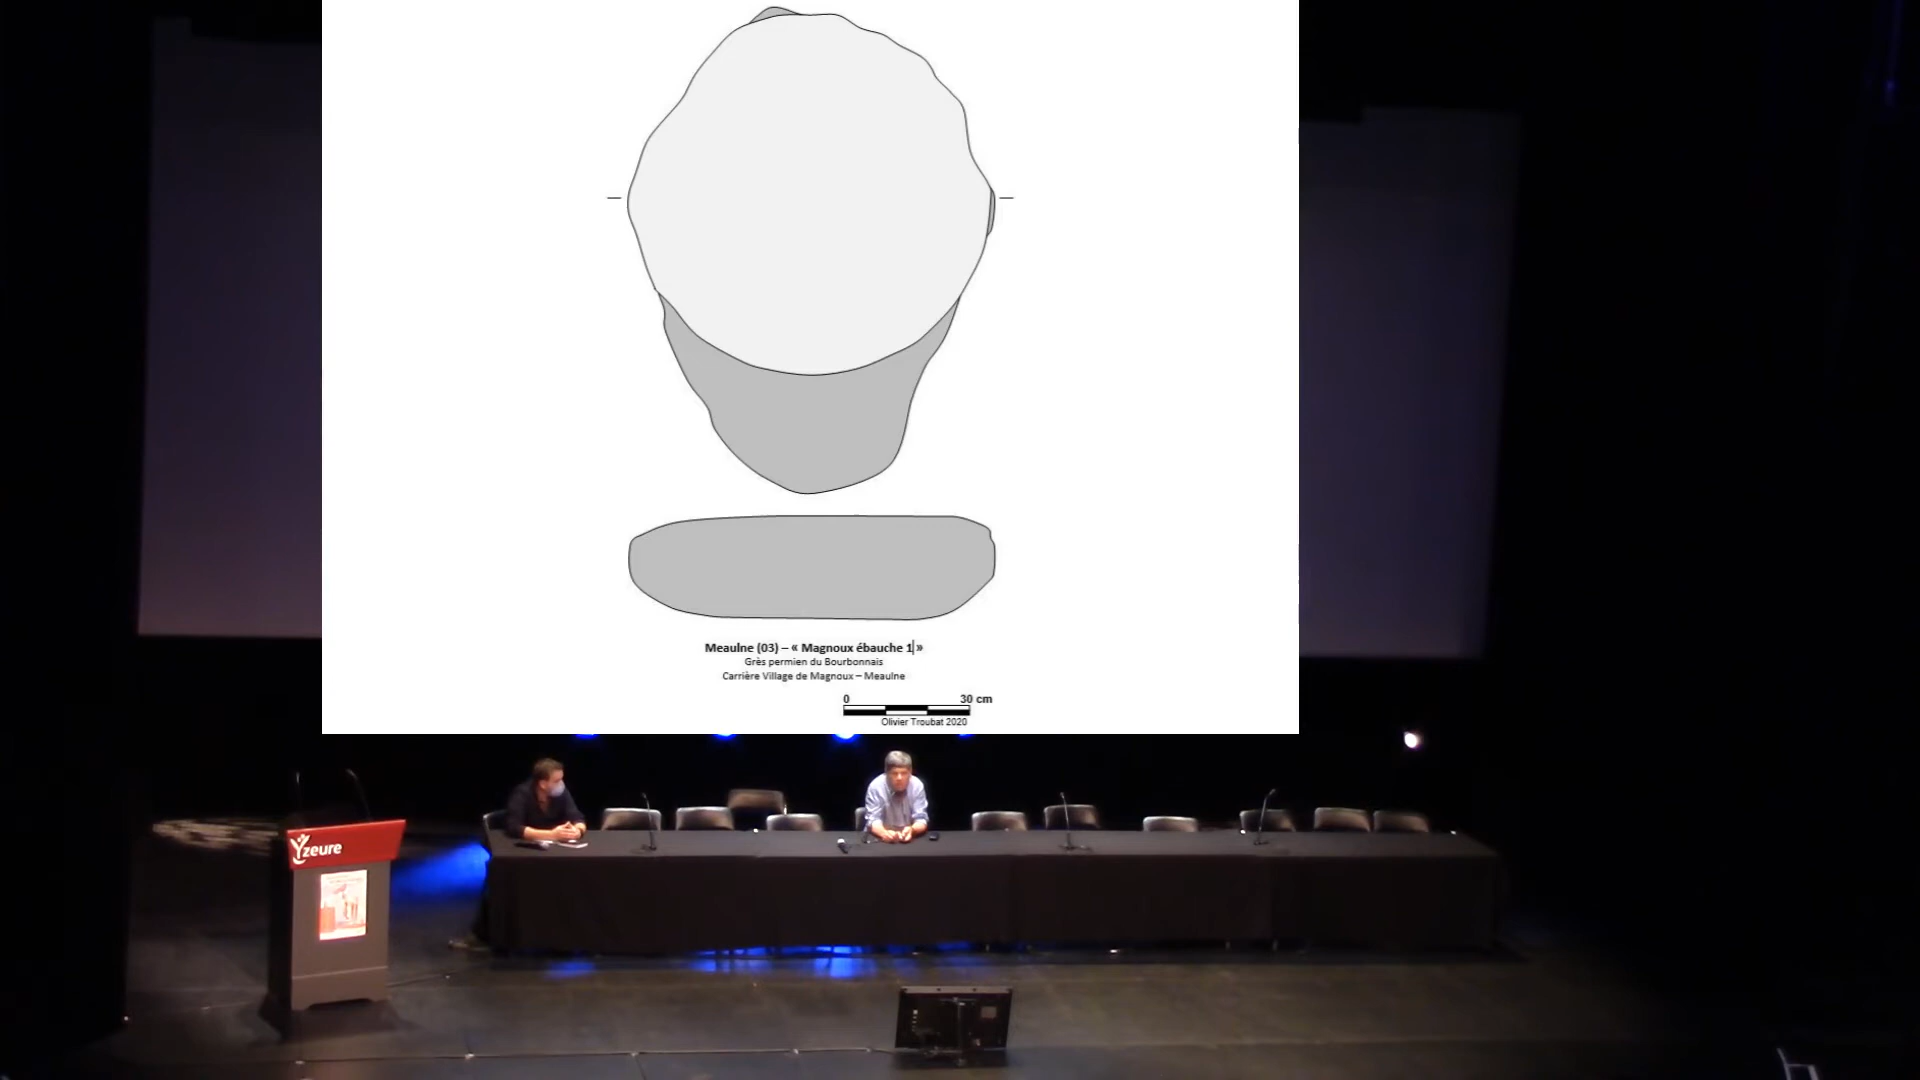 Meaulne (03) – « Magnoux ébauche 1 »
Grès permien du Bourbonnais
Carrière Village de Magnoux – Meaulne
0 30 cm
Olivier Troubat 2020
Yzeure